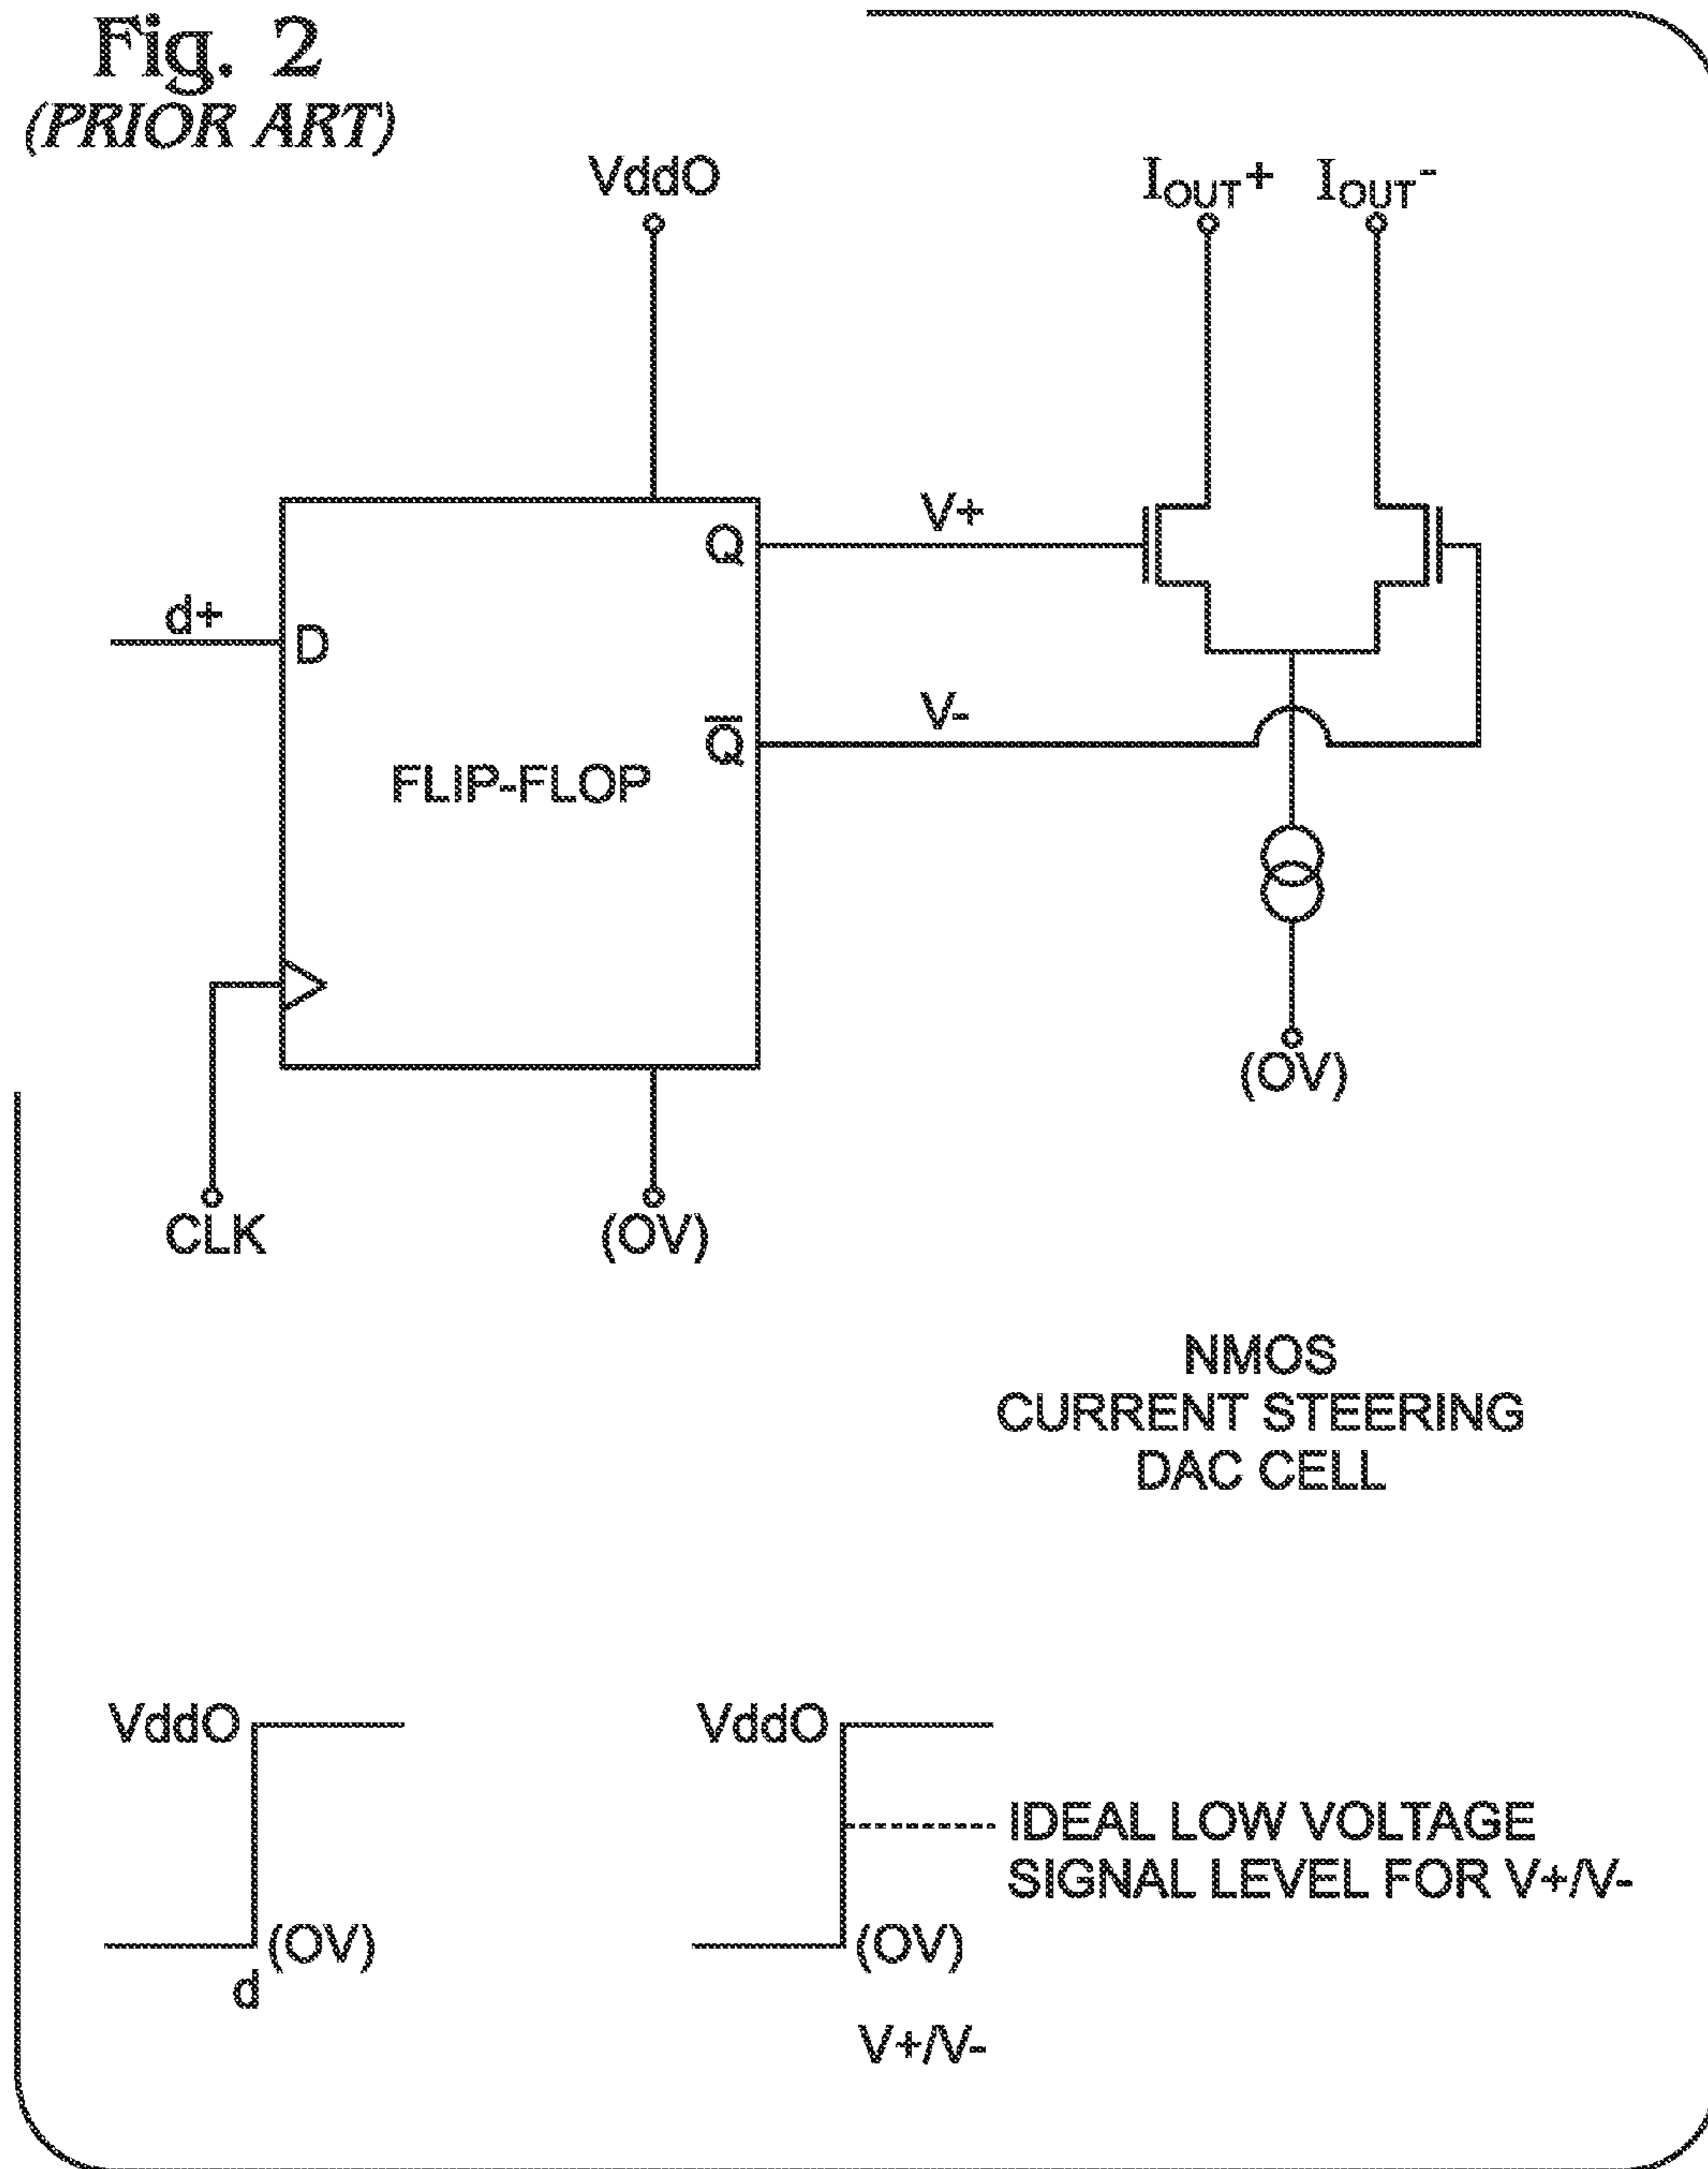 Fig. 2
(PRIOR ART)
VddO
IOUT+ IOUT-
Q
V+
d+
D
V-
Q̅
FLIP-FLOP
(OV)
CLK
(OV)
NMOS
CURRENT STEERING
DAC CELL
VddO
VddO
IDEAL LOW VOLTAGE
SIGNAL LEVEL FOR V+/V-
(OV)
(OV)
d
V+/V-